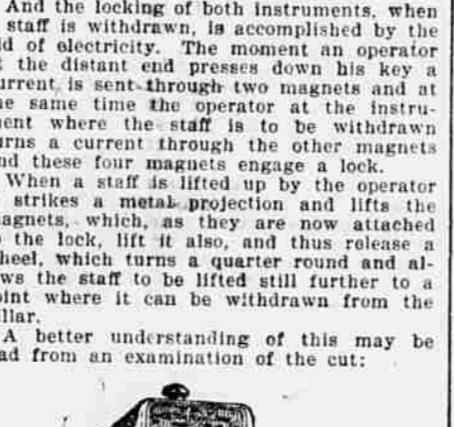 And the locking of both instruments, when
staff is withdrawn, is accomplished by the
id of electricity. The moment an operator
t the distant end presses down his key a
urrent is sent through two magnets and at
he same time the operator at the instru-
ent where the staff is to be withdrawn
urns a current through the other magnets
nd these four magnets engage a lock.
When a staff is lifted up by the operator
strikes a metal projection and lifts the
agnets, which, as they are now attached
o the lock, lift it also, and thus release a
heel, which turns a quarter round and al-
ws the staff to be lifted still further to a
oint where it can be withdrawn from the
llar.
A better understanding of this may be
ad from an examination of the cut: